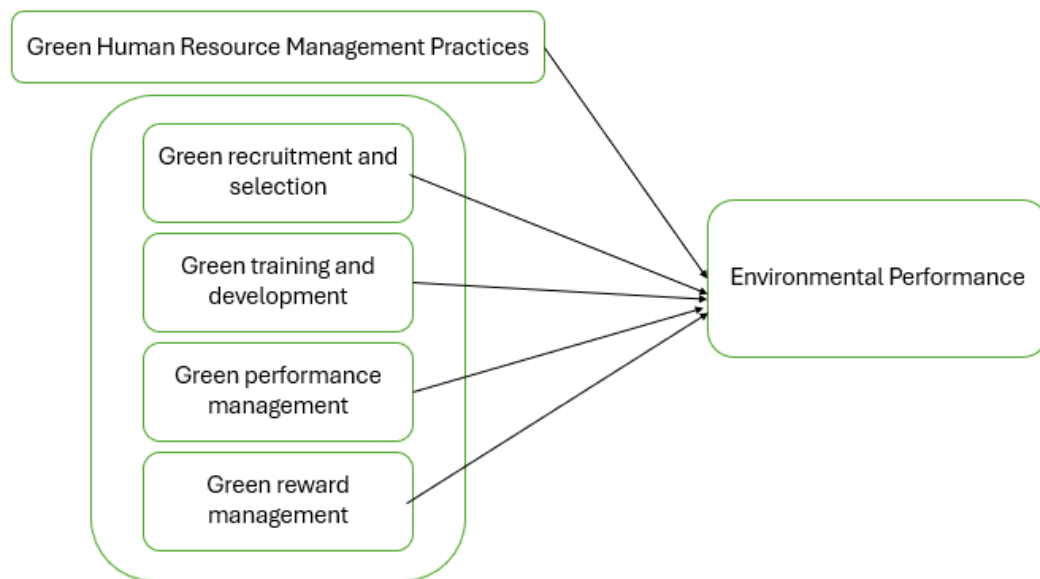 Green Human Resource Management Practices
Green recruitment and
selection
Green training and
development
Green performance
management
Green reward
management
Environmental Performance